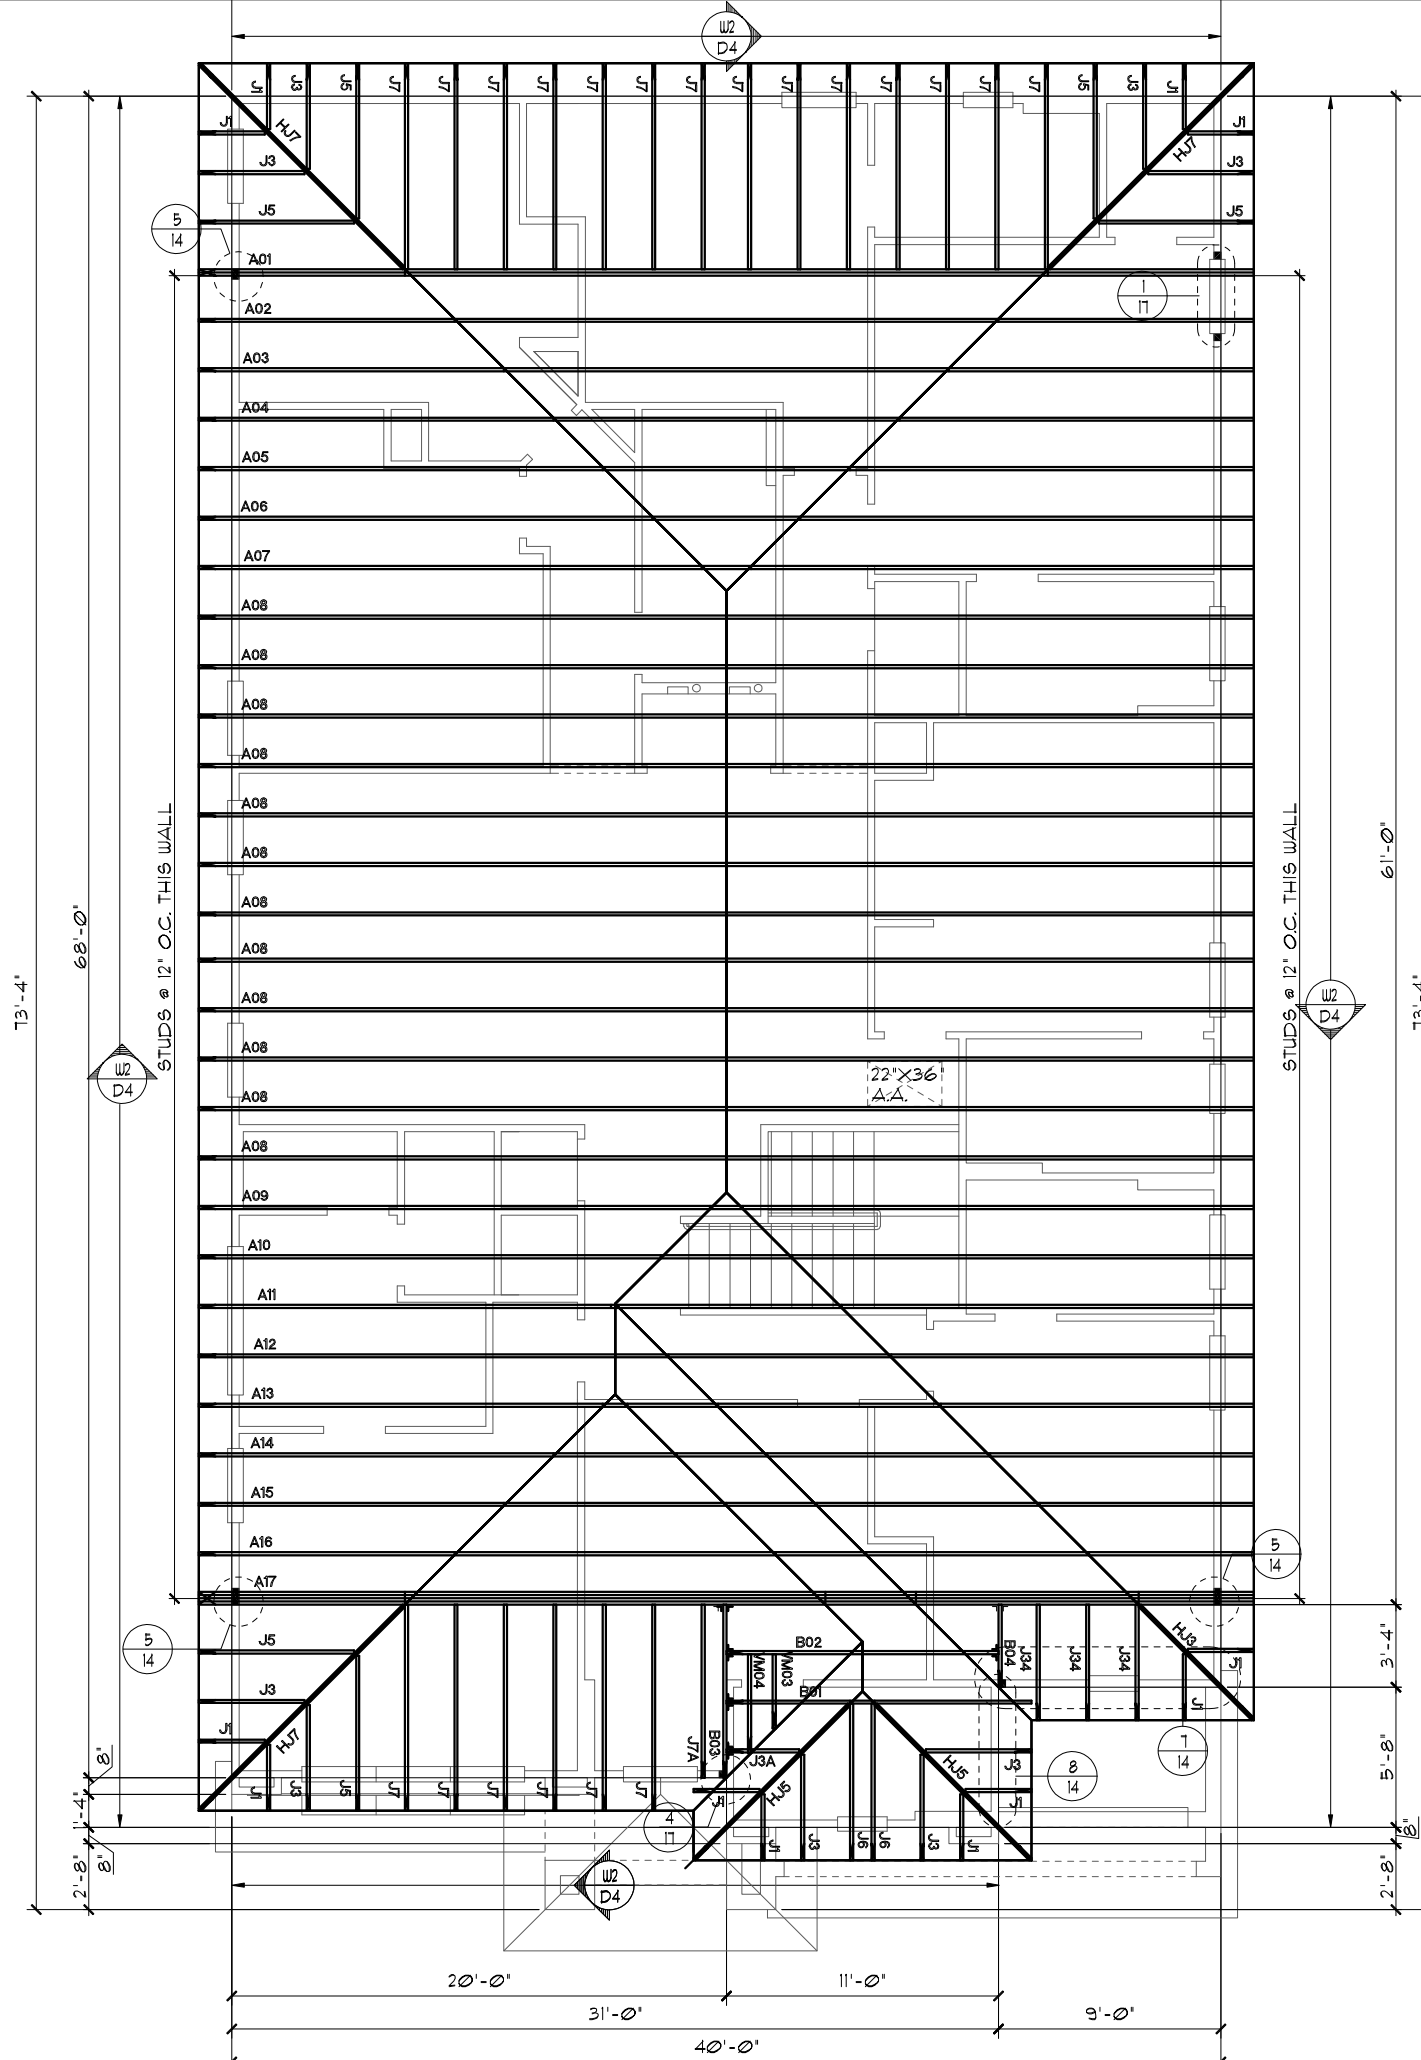 W2
D4
J1 J3 J5 J7 J7 J7 J7 J7 J7 J7 J7 J7 J7 J7 J7 J7 J7 J5 J3 J1
J1 HJ7 HJ7 J1
J3 J3
J5 J5
5
14
A01
1
17
A02
A03
A04
A05
A06
A07
A08
A08
A08
A08
A08
A08
A08
A08
A08
A08
A08
A08
A09
A10
A11
A12
A13
A14
A15
A16
A17
STUDS @ 12" O.C. THIS WALL
STUDS @ 12" O.C. THIS WALL
73'-4"
68'-0"
61'-0"
73'-4"
W2
D4
W2
D4
22"X36"
A.A.
5
14
5
14
J5
J3
J1
HJ7
J1 J3 J5 J7 J7 J7 J7 J7 J7
J7A
B03
B02
VM04
VM03
B01
B04
J34
J34
J34
HJ3
J1
J1
J3A
HJ5
HJ5
J3
J1
J1
J1 J3 J6 J6 J3 J1
7
14
8
14
4
17
W2
D4
8"
1'-4"
8"
2'-8"
3'-4"
5'-8"
8"
2'-8"
20'-0"
11'-0"
31'-0"
9'-0"
40'-0"